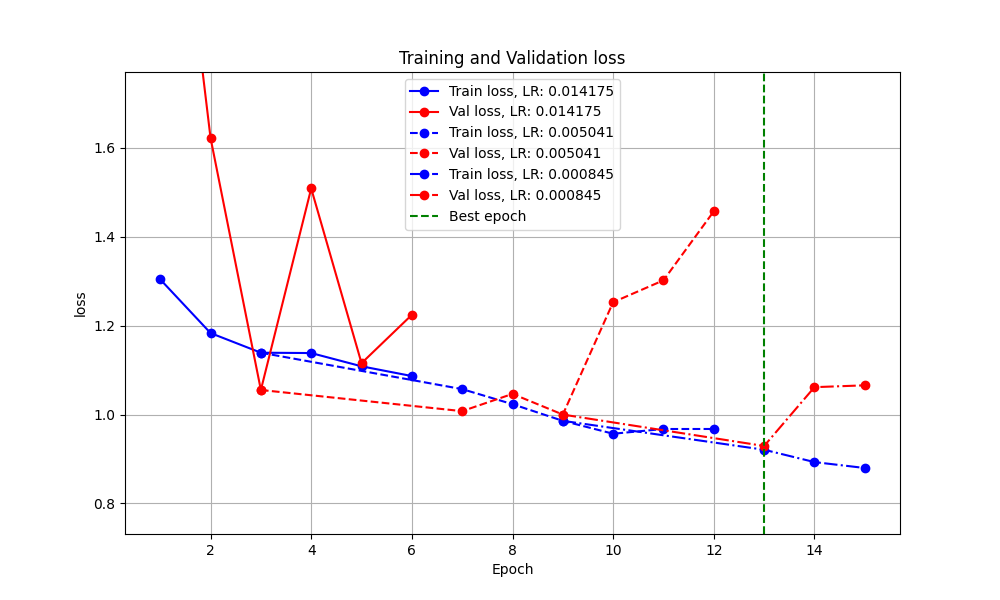 Training and Validation loss
Train loss, LR: 0.014175
Val loss, LR: 0.014175
Train loss, LR: 0.005041
Val loss, LR: 0.005041
Train loss, LR: 0.000845
Val loss, LR: 0.000845
Best epoch
1.6
1.4
1.2
1.0
0.8
loss
2 4 6 8 10 12 14
Epoch